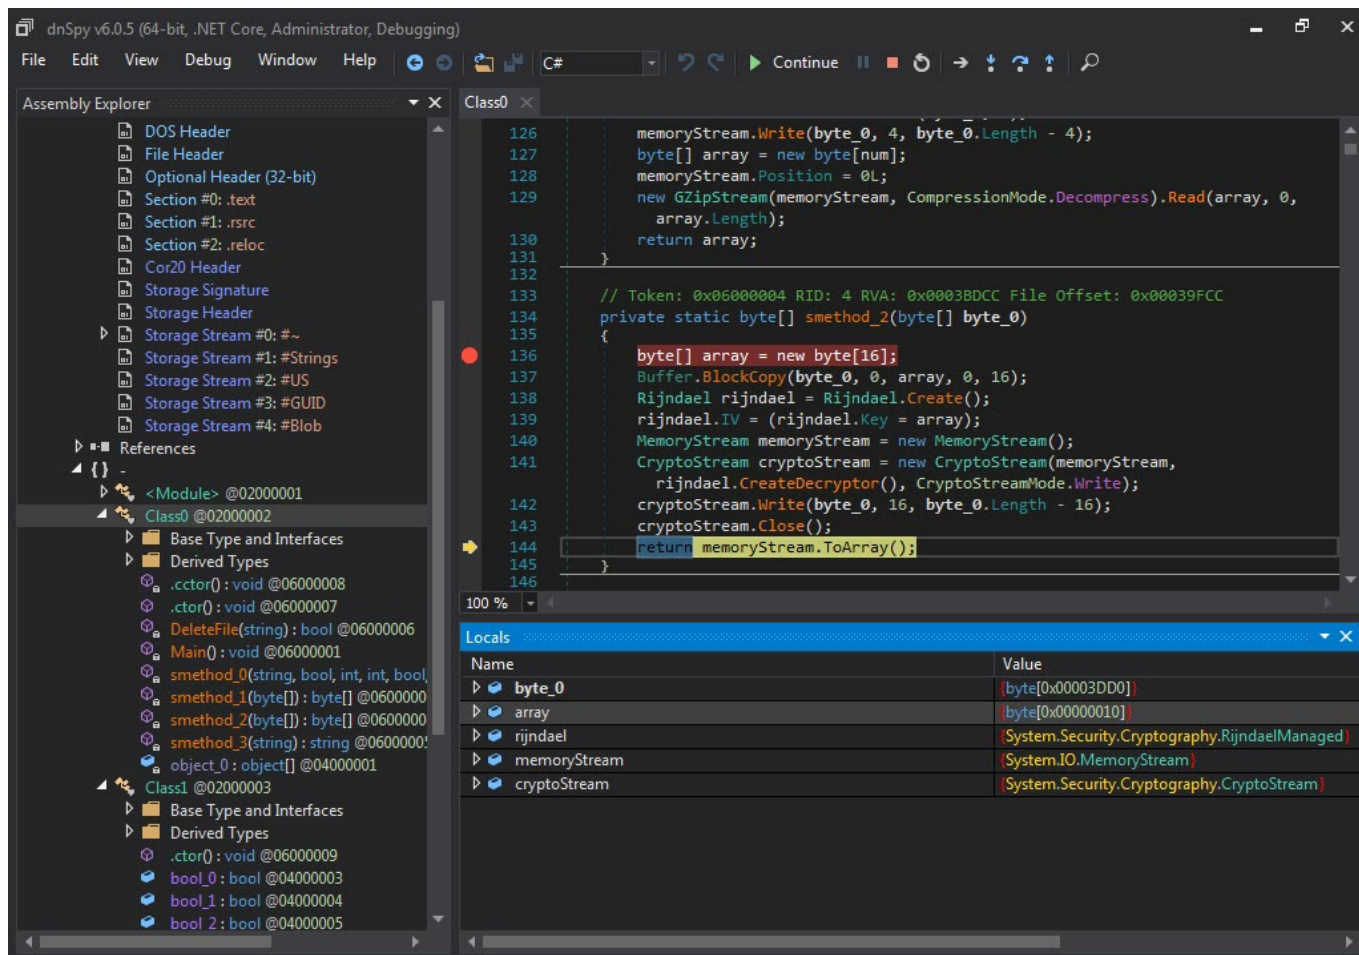 dnSpy v6.0.5 (64-bit, .NET Core, Administrator, Debugging)
File Edit View Debug Window Help C# Continue
Assembly Explorer
DOS Header
File Header
Optional Header (32-bit)
Section #0: .text
Section #1: .rsrc
Section #2: .reloc
Cor20 Header
Storage Signature
Storage Header
Storage Stream #0: #~
Storage Stream #1: #Strings
Storage Stream #2: #US
Storage Stream #3: #GUID
Storage Stream #4: #Blob
References
{ } -
<Module> @02000001
Class0 @02000002
Base Type and Interfaces
Derived Types
.cctor() : void @06000008
.ctor() : void @06000007
DeleteFile(string) : bool @06000006
Main() : void @06000001
smethod_0(string, bool, int, int, bool,
smethod_1(byte[]) : byte[] @0600000
smethod_2(byte[]) : byte[] @0600000
smethod_3(string) : string @06000005
object_0 : object[] @04000001
Class1 @02000003
Base Type and Interfaces
Derived Types
.ctor() : void @06000009
bool_0 : bool @04000003
bool_1 : bool @04000004
bool_2 : bool @04000005
Class0
126 memoryStream.Write(byte_0, 4, byte_0.Length - 4);
127 byte[] array = new byte[num];
128 memoryStream.Position = 0L;
129 new GZipStream(memoryStream, CompressionMode.Decompress).Read(array, 0,
array.Length);
130 return array;
131 }
132
133 // Token: 0x06000004 RID: 4 RVA: 0x0003BDCC File Offset: 0x00039FCC
134 private static byte[] smethod_2(byte[] byte_0)
135 {
136 byte[] array = new byte[16];
137 Buffer.BlockCopy(byte_0, 0, array, 0, 16);
138 Rijndael rijndael = Rijndael.Create();
139 rijndael.IV = (rijndael.Key = array);
140 MemoryStream memoryStream = new MemoryStream();
141 CryptoStream cryptoStream = new CryptoStream(memoryStream,
rijndael.CreateDecryptor(), CryptoStreamMode.Write);
142 cryptoStream.Write(byte_0, 16, byte_0.Length - 16);
143 cryptoStream.Close();
144 return memoryStream.ToArray();
145 }
146
100 %
Locals
Name Value
byte_0 {byte[0x00003DD0]}
array {byte[0x00000010]}
rijndael {System.Security.Cryptography.RijndaelManaged}
memoryStream {System.IO.MemoryStream}
cryptoStream {System.Security.Cryptography.CryptoStream}